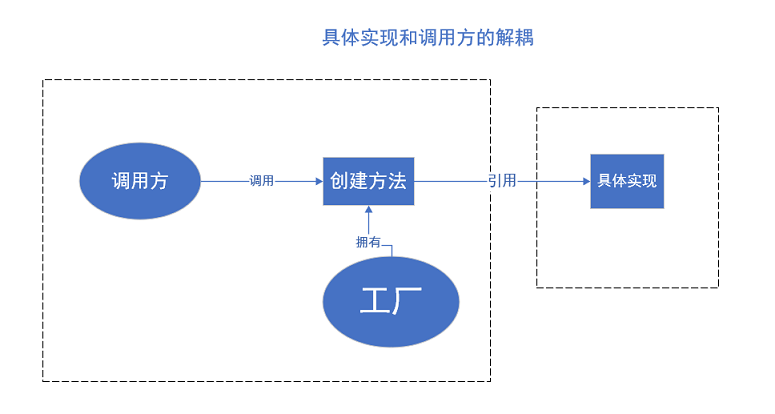 具体实现和调用方的解耦
调用方
调用
创建方法
引用
具体实现
拥有
工厂